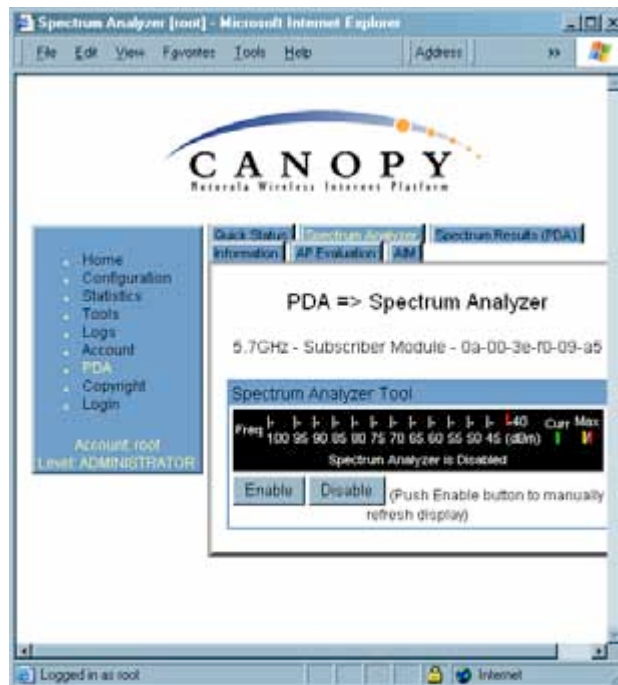 Spectrum Analyzer [root] - Microsoft Internet Explorer
File Edit View Favorites Tools Help Address »
CANOPY
Motorola Wireless Internet Platform
Quick Status Spectrum Analyzer Spectrum Results (PDA)
Information AP Evaluation AIM
Home
Configuration
Statistics
Tools
Logs
Account
PDA
Copyright
Login
Account: root
Level: ADMINISTRATOR
PDA => Spectrum Analyzer
5.7GHz - Subscriber Module - 0a-00-3e-f0-09-a5
Spectrum Analyzer Tool
Freq |- |- |- |- |- |- |- |- |- |- |- |- |-40 Curr Max
100 95 90 85 80 75 70 65 60 55 50 45 (dBm) | |
Spectrum Analyzer is Disabled
Enable Disable (Push Enable button to manually
refresh display)
Logged in as root Internet